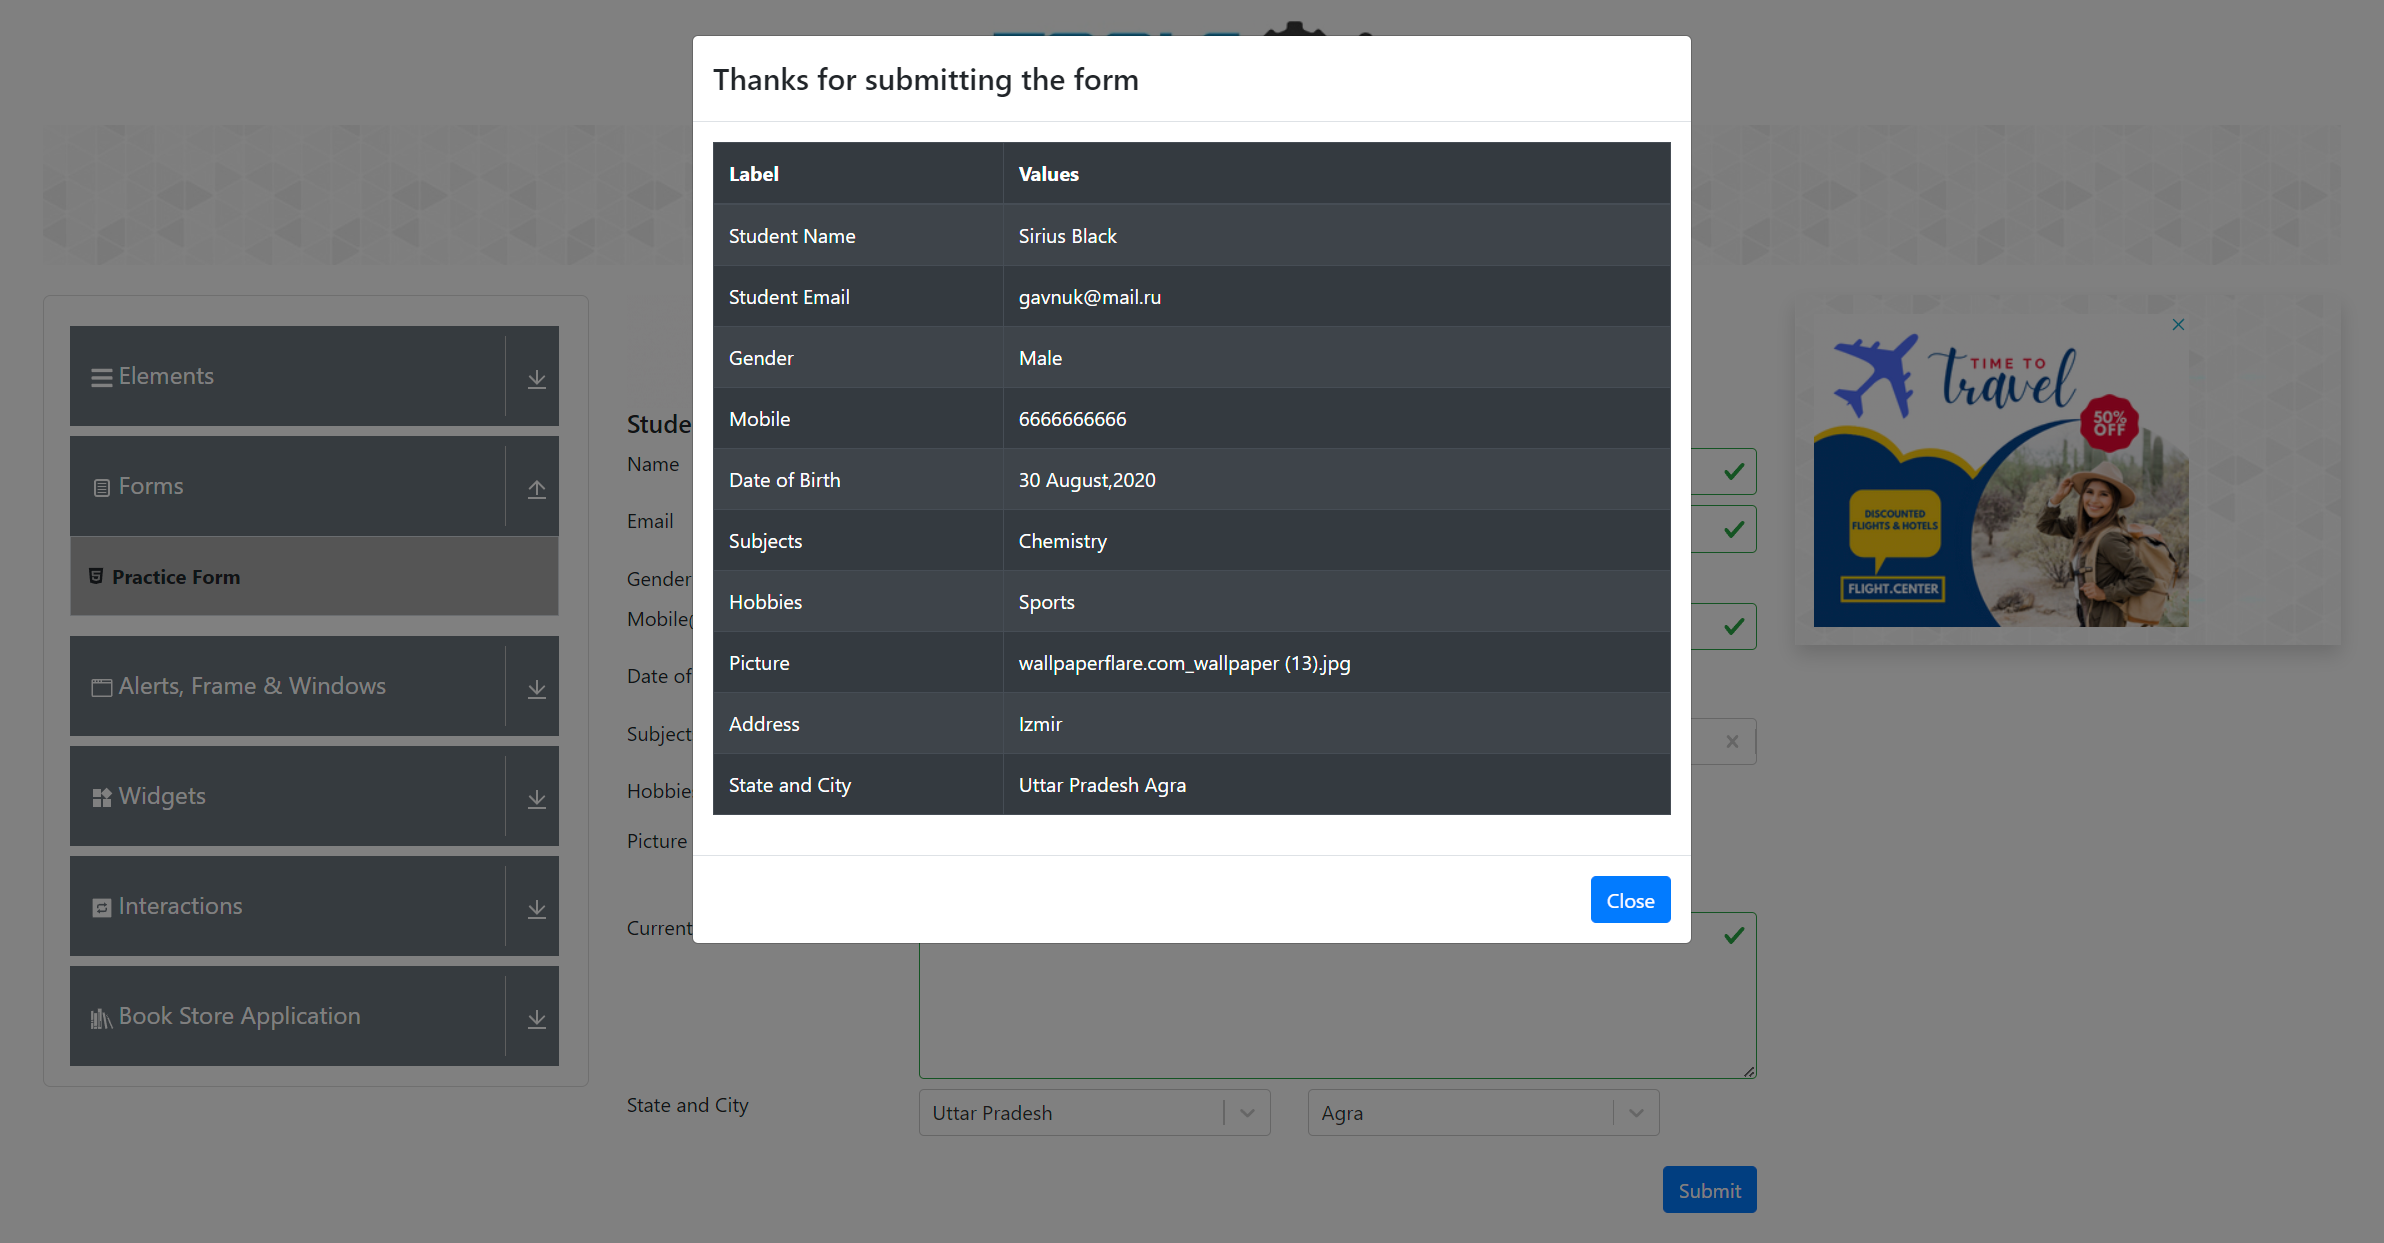 Thanks for submitting the form
Label Values
Student Name Sirius Black
Student Email gavnuk@mail.ru
Gender Male
Mobile 6666666666
Date of Birth 30 August,2020
Subjects Chemistry
Hobbies Sports
Picture wallpaperflare.com_wallpaper (13).jpg
Address Izmir
State and City Uttar Pradesh Agra
Close
Elements
Forms
Practice Form
Alerts, Frame & Windows
Widgets
Interactions
Book Store Application
Stude
Name
Email
Gender
Mobile(
Date of
Subject
Hobbie
Picture
Current
State and City
Uttar Pradesh
Agra
Submit
TIME TO
travel
50%
OFF
DISCOUNTED
FLIGHTS & HOTELS
FLIGHT.CENTER